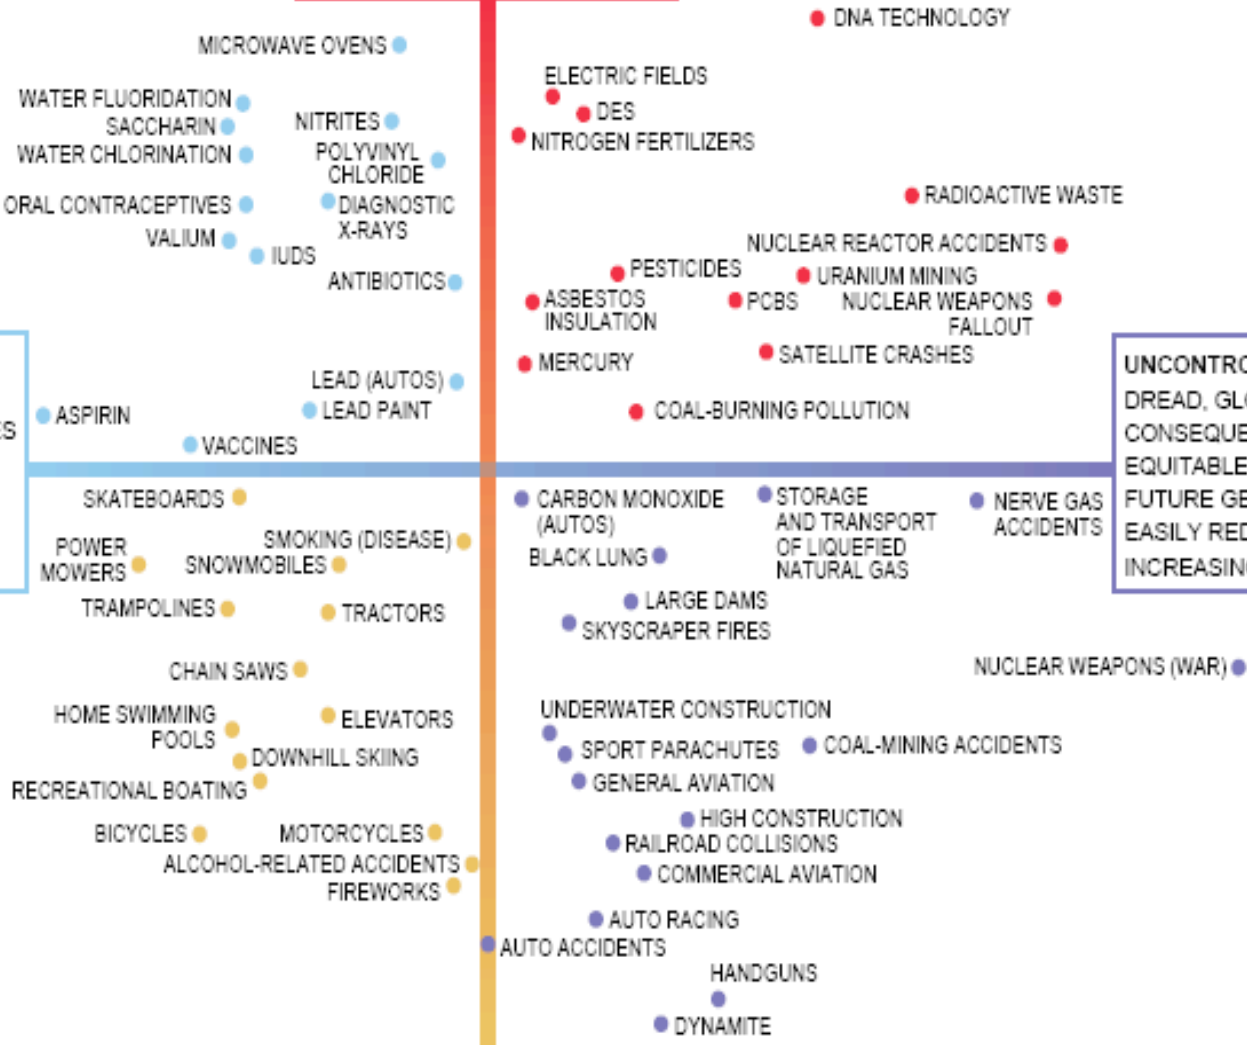 DNA TECHNOLOGY
MICROWAVE OVENS
ELECTRIC FIELDS
WATER FLUORIDATION
DES
SACCHARIN
NITRITES
NITROGEN FERTILIZERS
WATER CHLORINATION
POLYVINYL
CHLORIDE
RADIOACTIVE WASTE
ORAL CONTRACEPTIVES
DIAGNOSTIC
X-RAYS
VALIUM
NUCLEAR REACTOR ACCIDENTS
IUDS
PESTICIDES
URANIUM MINING
ANTIBIOTICS
ASBESTOS
INSULATION
PCBS
NUCLEAR WEAPONS
FALLOUT
MERCURY
SATELLITE CRASHES
LEAD (AUTOS)
LEAD PAINT
COAL-BURNING POLLUTION
ASPIRIN
ES
VACCINES
UNCONTRO
DREAD, GLO
CONSEQUE
EQUITABLE
FUTURE GE
EASILY RED
INCREASING
SKATEBOARDS
CARBON MONOXIDE
(AUTOS)
STORAGE
AND TRANSPORT
OF LIQUEFIED
NATURAL GAS
NERVE GAS
ACCIDENTS
SMOKING (DISEASE)
POWER
MOWERS
SNOWMOBILES
BLACK LUNG
TRAMPOLINES
TRACTORS
LARGE DAMS
SKYSCRAPER FIRES
CHAIN SAWS
NUCLEAR WEAPONS (WAR)
HOME SWIMMING
POOLS
ELEVATORS
UNDERWATER CONSTRUCTION
DOWNHILL SKIING
SPORT PARACHUTES
COAL-MINING ACCIDENTS
RECREATIONAL BOATING
GENERAL AVIATION
BICYCLES
MOTORCYCLES
HIGH CONSTRUCTION
RAILROAD COLLISIONS
ALCOHOL-RELATED ACCIDENTS
COMMERCIAL AVIATION
FIREWORKS
AUTO RACING
AUTO ACCIDENTS
HANDGUNS
DYNAMITE